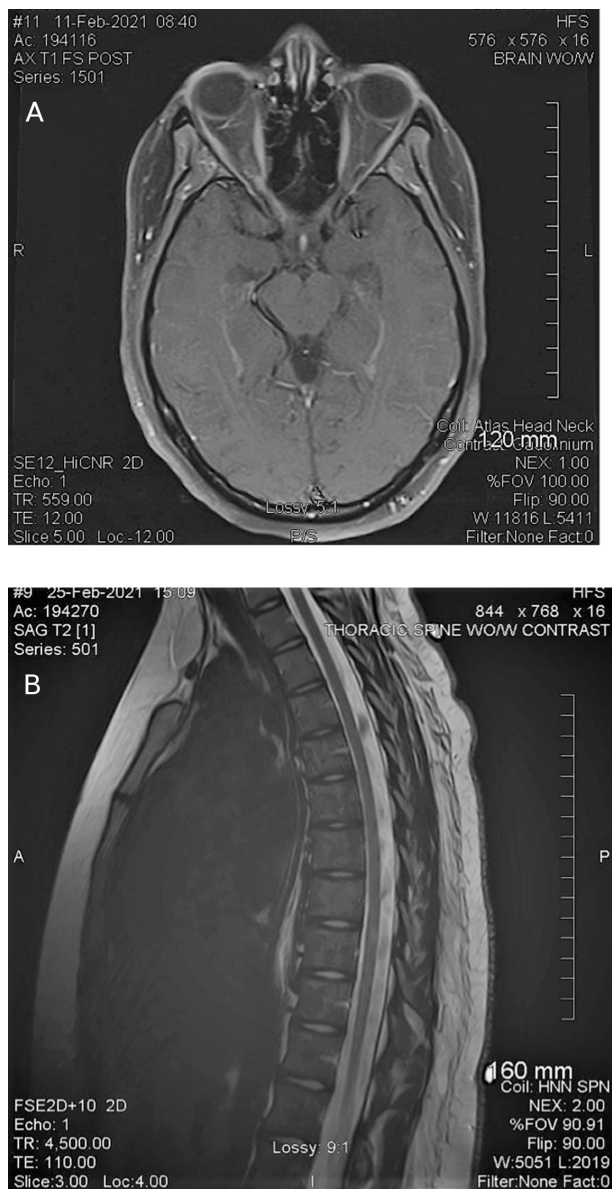 #11 11-Feb-2021 08:40
HFS
Ac: 194116
576 x 576 x 16
AX T1 FS POST
BRAIN WO/W
Series: 1501
A
R
L
Coil: Atlas Head Neck
Contrast:
120 mm
SE12_HiCNR 2D
NEX: 1.00
Echo: 1
%FOV 100.00
TR: 559.00
Flip: 90.00
TE: 12.00
Lossy 5:1
W:11816 L:5411
Slice:5.00 Loc:-12.00
P/S
Filter:None Fact:0
#9 25-Feb-2021 15:09
HFS
Ac: 194270
844 x 768 x 16
SAG T2 [1]
THORACIC SPINE WO/W CONTRAST
Series: 501
B
A
P
160 mm
Coil: HNN SPN
FSE2D+10 2D
NEX: 2.00
Echo: 1
%FOV 90.91
TR: 4,500.00
Flip: 90.00
TE: 110.00
Lossy: 9:1
W:5051 L:2019
Slice:3.00 Loc:4.00
I
Filter:None Fact:0